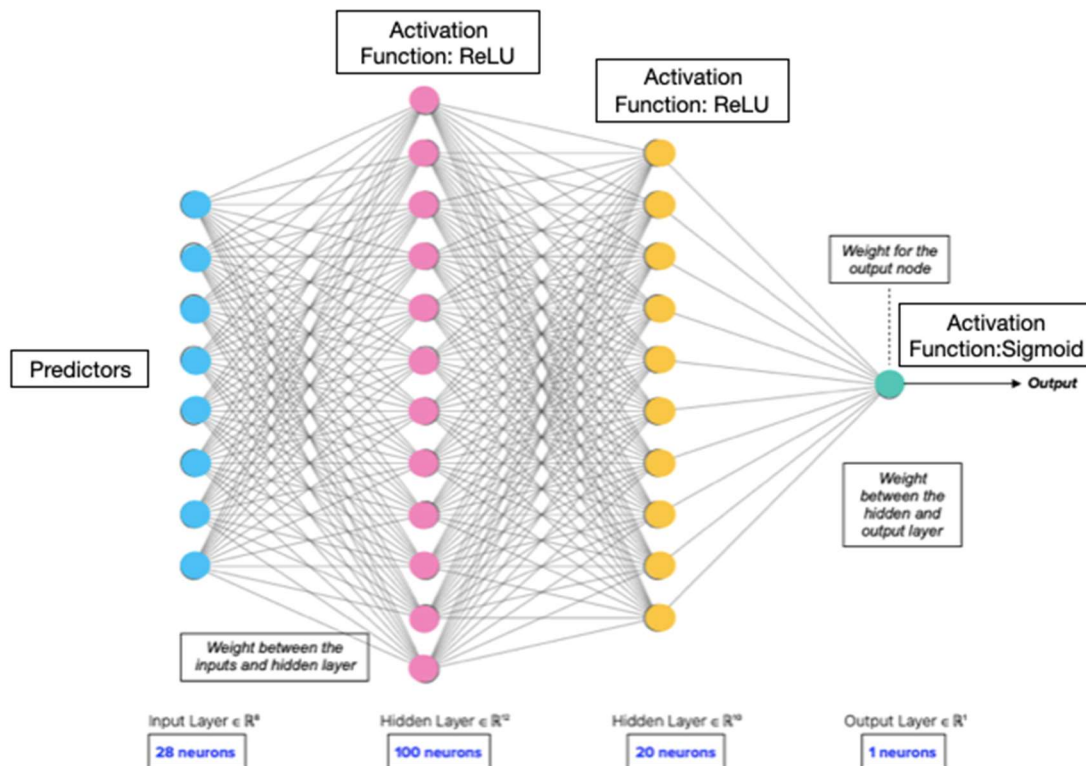 Activation
Function: ReLU
Activation
Function: ReLU
Weight for the
output node
Activation
Function:Sigmoid
Predictors
Output
Weight
between the
hidden and
output layer
Weight between the
inputs and hidden layer
Input Layer ∈ ℝ⁸
Hidden Layer ∈ ℝ¹²
Hidden Layer ∈ ℝ¹⁰
Output Layer ∈ ℝ¹
28 neurons
100 neurons
20 neurons
1 neurons